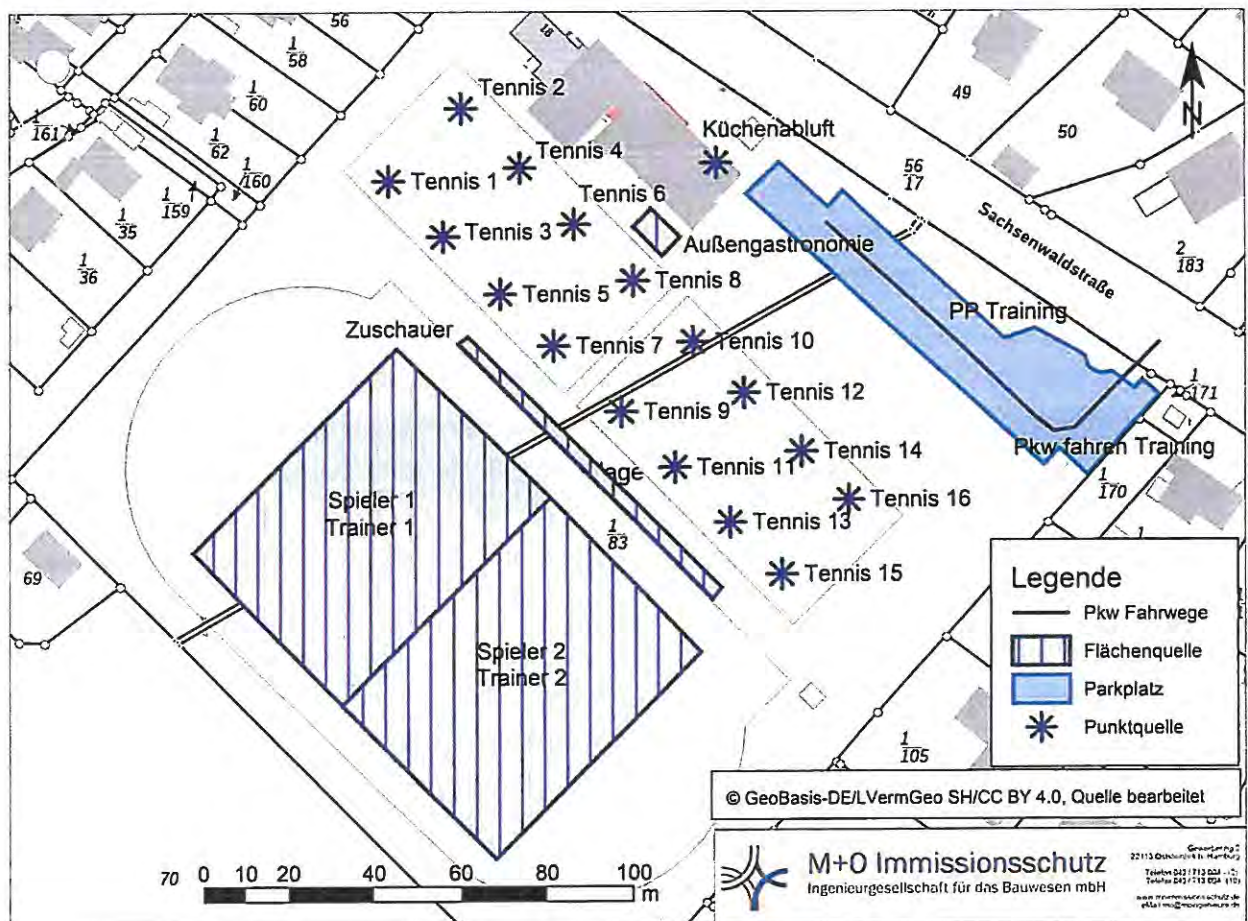 56
1
58
1
60
1
161
1
62
1
160
1
159
1
35
1
36
18
Tennis 2
Tennis 4
Küchenabluft
Tennis 1
Tennis 6
Tennis 3
Außengastronomie
Tennis 8
Tennis 5
49
50
56
17
N
Sachsenwaldstraße
2
183
Zuschauer
Tennis 7
Tennis 10
PP Training
Tennis 12
1
171
Tennis 9
Tennis 14
Pkw fahren Training
Tennis 11
1
170
Tennis 16
Spieler 1
Trainer 1
Tennis 13
1
83
Tennis 15
69
Spieler 2
Trainer 2
1
105
Legende
Pkw Fahrwege
Flächenquelle
Parkplatz
Punktquelle
© GeoBasis-DE/LVermGeo SH/CC BY 4.0, Quelle bearbeitet
70
0 20 40 60 80 100
m
M+O Immissionsschutz
Ingenieurgesellschaft für das Bauwesen mbH